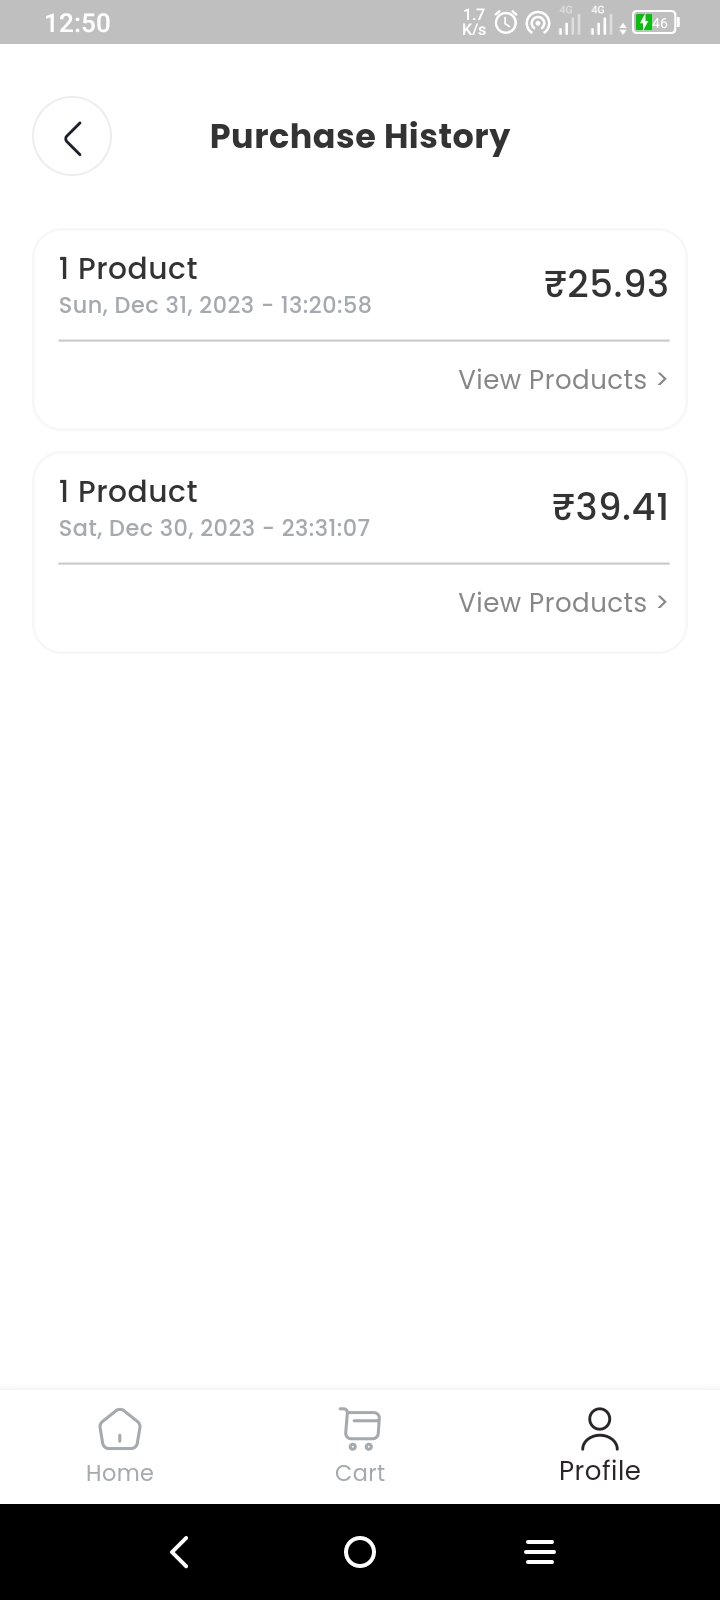 12:50
1.7
K/s
4G
4G
46
Purchase History
1 Product
Sun, Dec 31, 2023 - 13:20:58
₹25.93
View Products >
1 Product
Sat, Dec 30, 2023 - 23:31:07
₹39.41
View Products >
Home
Cart
Profile